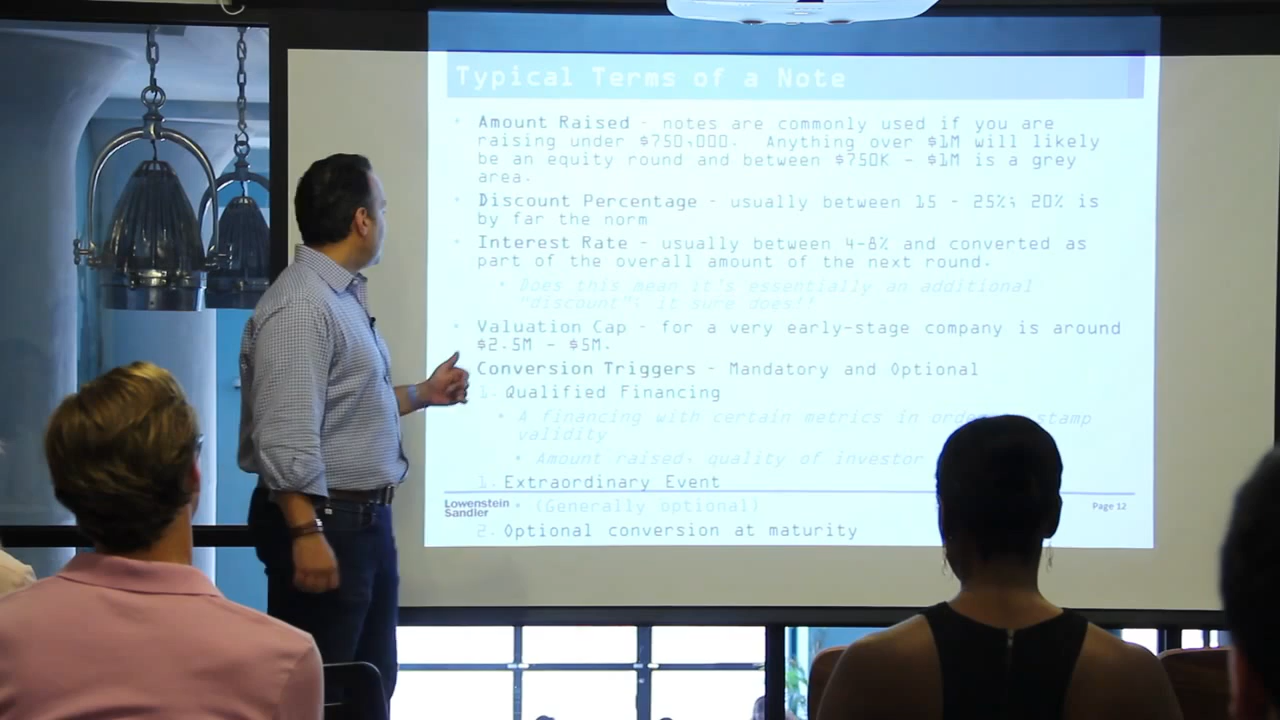 Typical Terms of a Note
Amount Raised - notes are commonly used if you are
raising under $750,000. Anything over $1M will likely
be an equity round and between $750K - $1M is a grey
area.
Discount Percentage - usually between 15 - 25%; 20% is
by far the norm
Interest Rate - usually between 4-8% and converted as
part of the overall amount of the next round.
Does this mean it's essentially an additional
"discount"; it sure does!!
Valuation Cap - for a very early-stage company is around
$2.5M - $5M.
Conversion Triggers - Mandatory and Optional
1. Qualified Financing
A financing with certain metrics in stamp
validity
Amount raised, quality of investor
1. Extraordinary Event
(Generally optional)
2. Optional conversion at maturity
Lowenstein
Sandler
Page 12